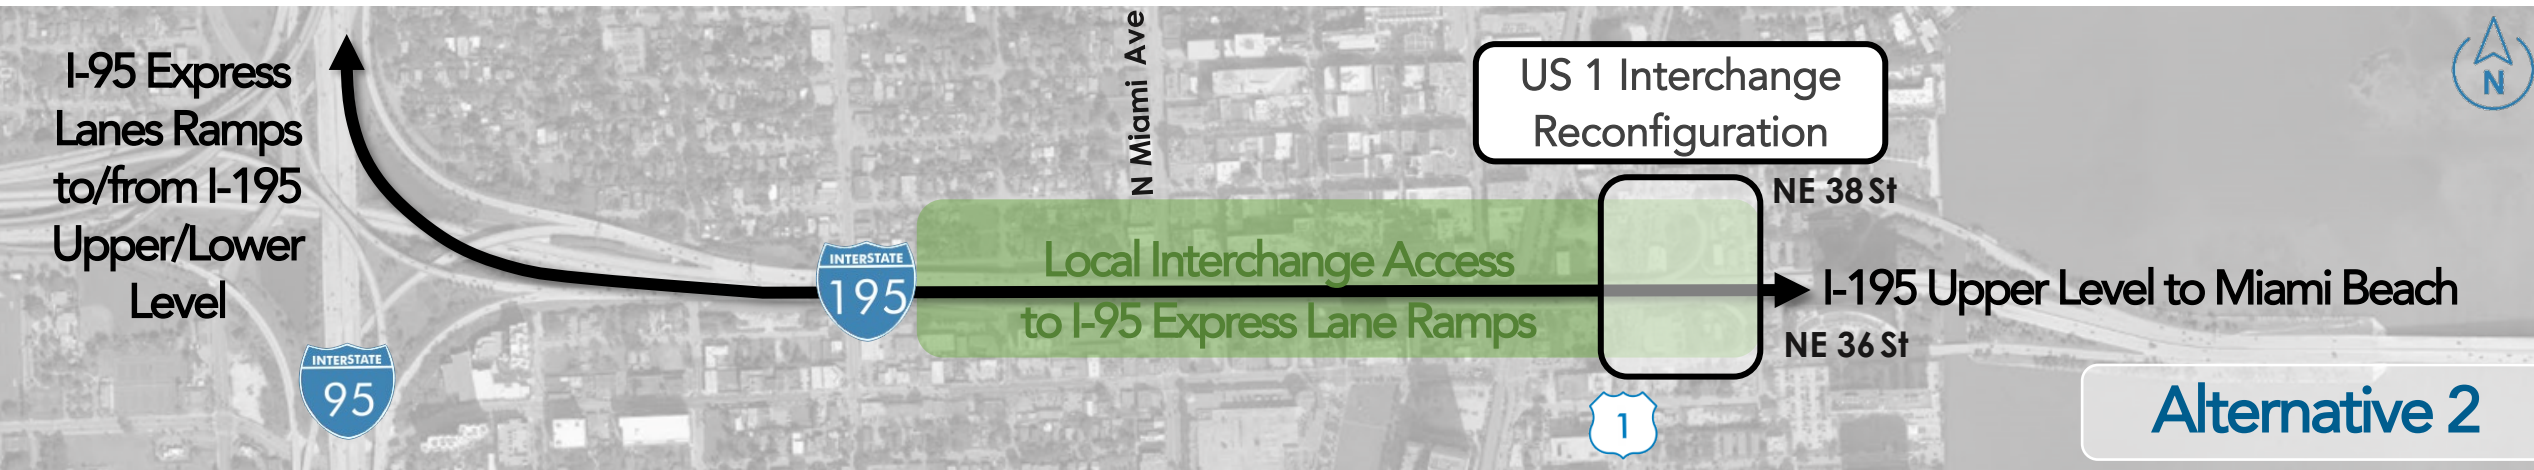 I-95 Express
Lanes Ramps
to/from I-195
Upper/Lower
Level
INTERSTATE
95
INTERSTATE
195
N Miami Ave
Local Interchange Access
to I-95 Express Lane Ramps
US 1 Interchange
Reconfiguration
NE 38 St
I-195 Upper Level to Miami Beach
NE 36 St
1
N
Alternative 2